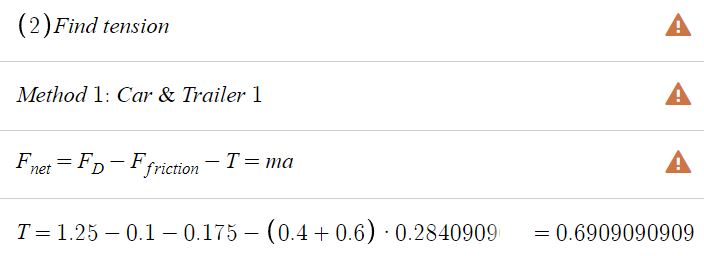 (2)Find tension
Method 1: Car & Trailer 1
F_net = F_D − F_friction − T = ma
T = 1.25 − 0.1 − 0.175 − (0.4 + 0.6) · 0.2840909 = 0.6909090909